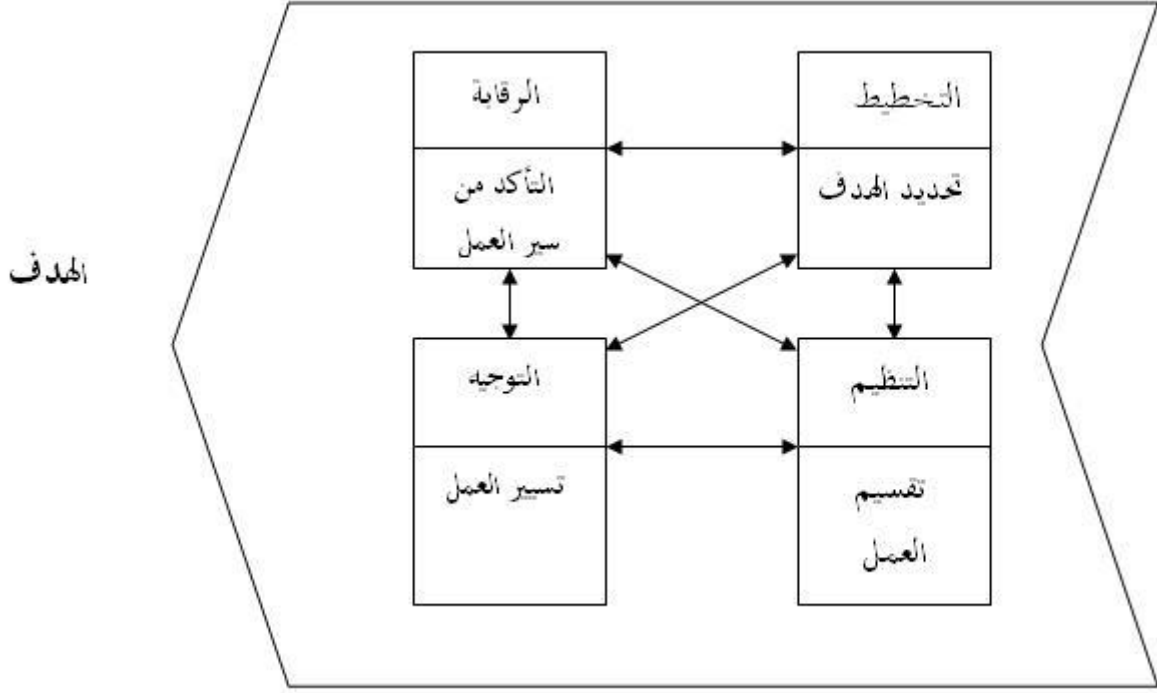 التخطيط
تحديد الهدف
الرقابة
التأكد من
سير العمل
التنظيم
تقسيم
العمل
التوجيه
تسيير العمل
الهدف